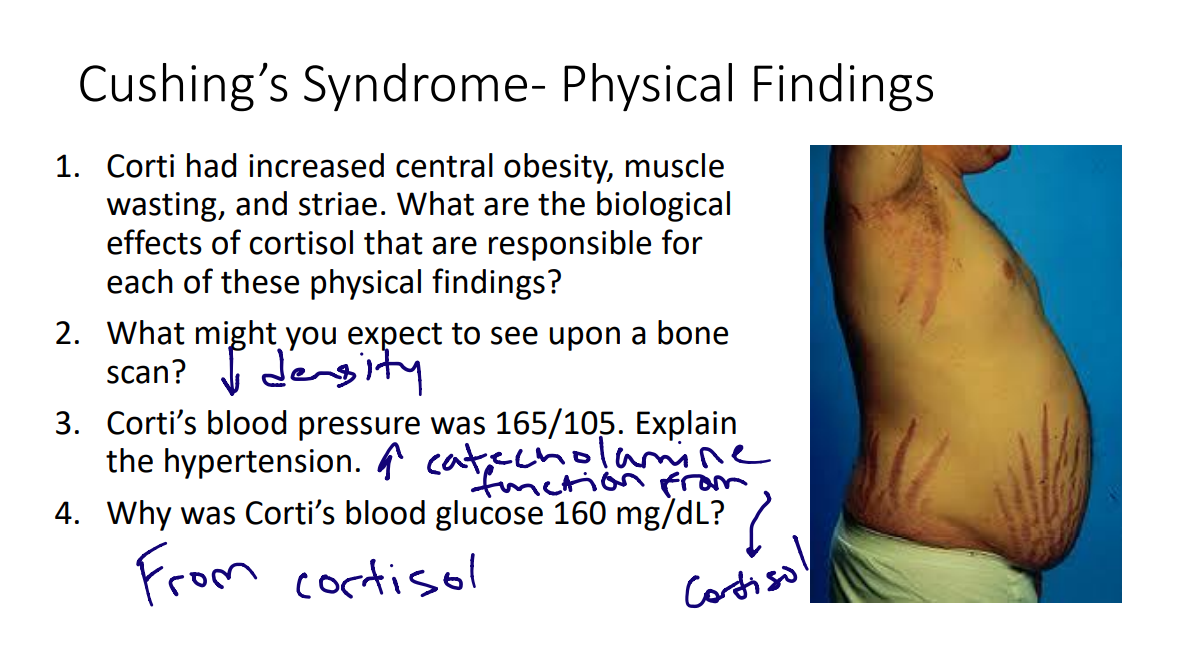 Cushing’s Syndrome- Physical Findings
1. Corti had increased central obesity, muscle
wasting, and striae. What are the biological
effects of cortisol that are responsible for
each of these physical findings?
2. What might you expect to see upon a bone
scan? ↓ density
3. Corti’s blood pressure was 165/105. Explain
the hypertension. ↑ catecholamine
function from
4. Why was Corti’s blood glucose 160 mg/dL?
From cortisol
Cortisol